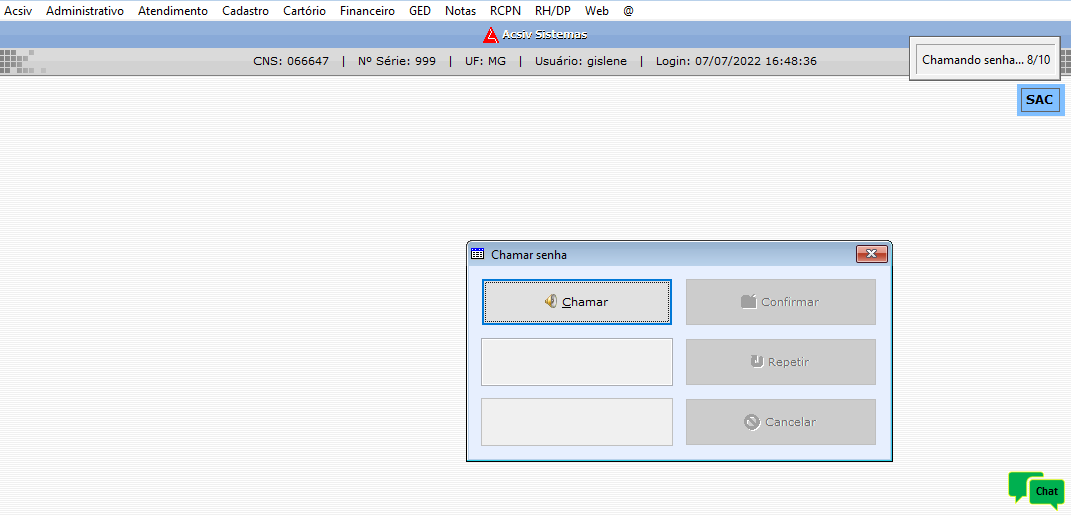 Acsiv Administrativo Atendimento Cadastro Cartório Financeiro GED Notas RCPN RH/DP Web @
Acsiv Sistemas
CNS: 066647 | Nº Série: 999 | UF: MG | Usuário: gislene | Login: 07/07/2022 16:48:36
Chamando senha... 8/10
SAC
Chamar senha
Chamar
Confirmar
Repetir
Cancelar
Chat